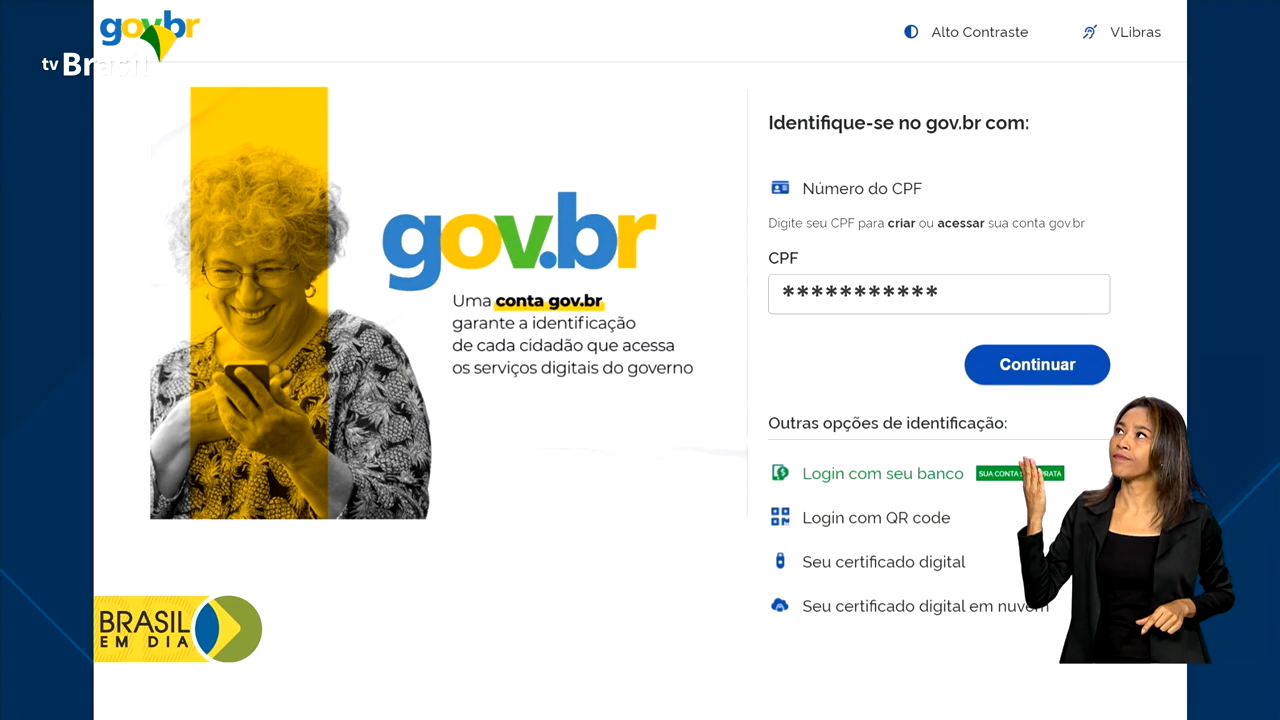 gov.br
Alto Contraste
VLibras
tv Brasil
Identifique-se no gov.br com:
Número do CPF
Digite seu CPF para criar ou acessar sua conta gov.br
CPF
***********
Continuar
gov.br
Uma conta gov.br
garante a identificação
de cada cidadão que acessa
os serviços digitais do governo
Outras opções de identificação:
Login com seu banco
SUA CONTA PRATA
Login com QR code
Seu certificado digital
Seu certificado digital em nuvem
BRASIL
EM DIA